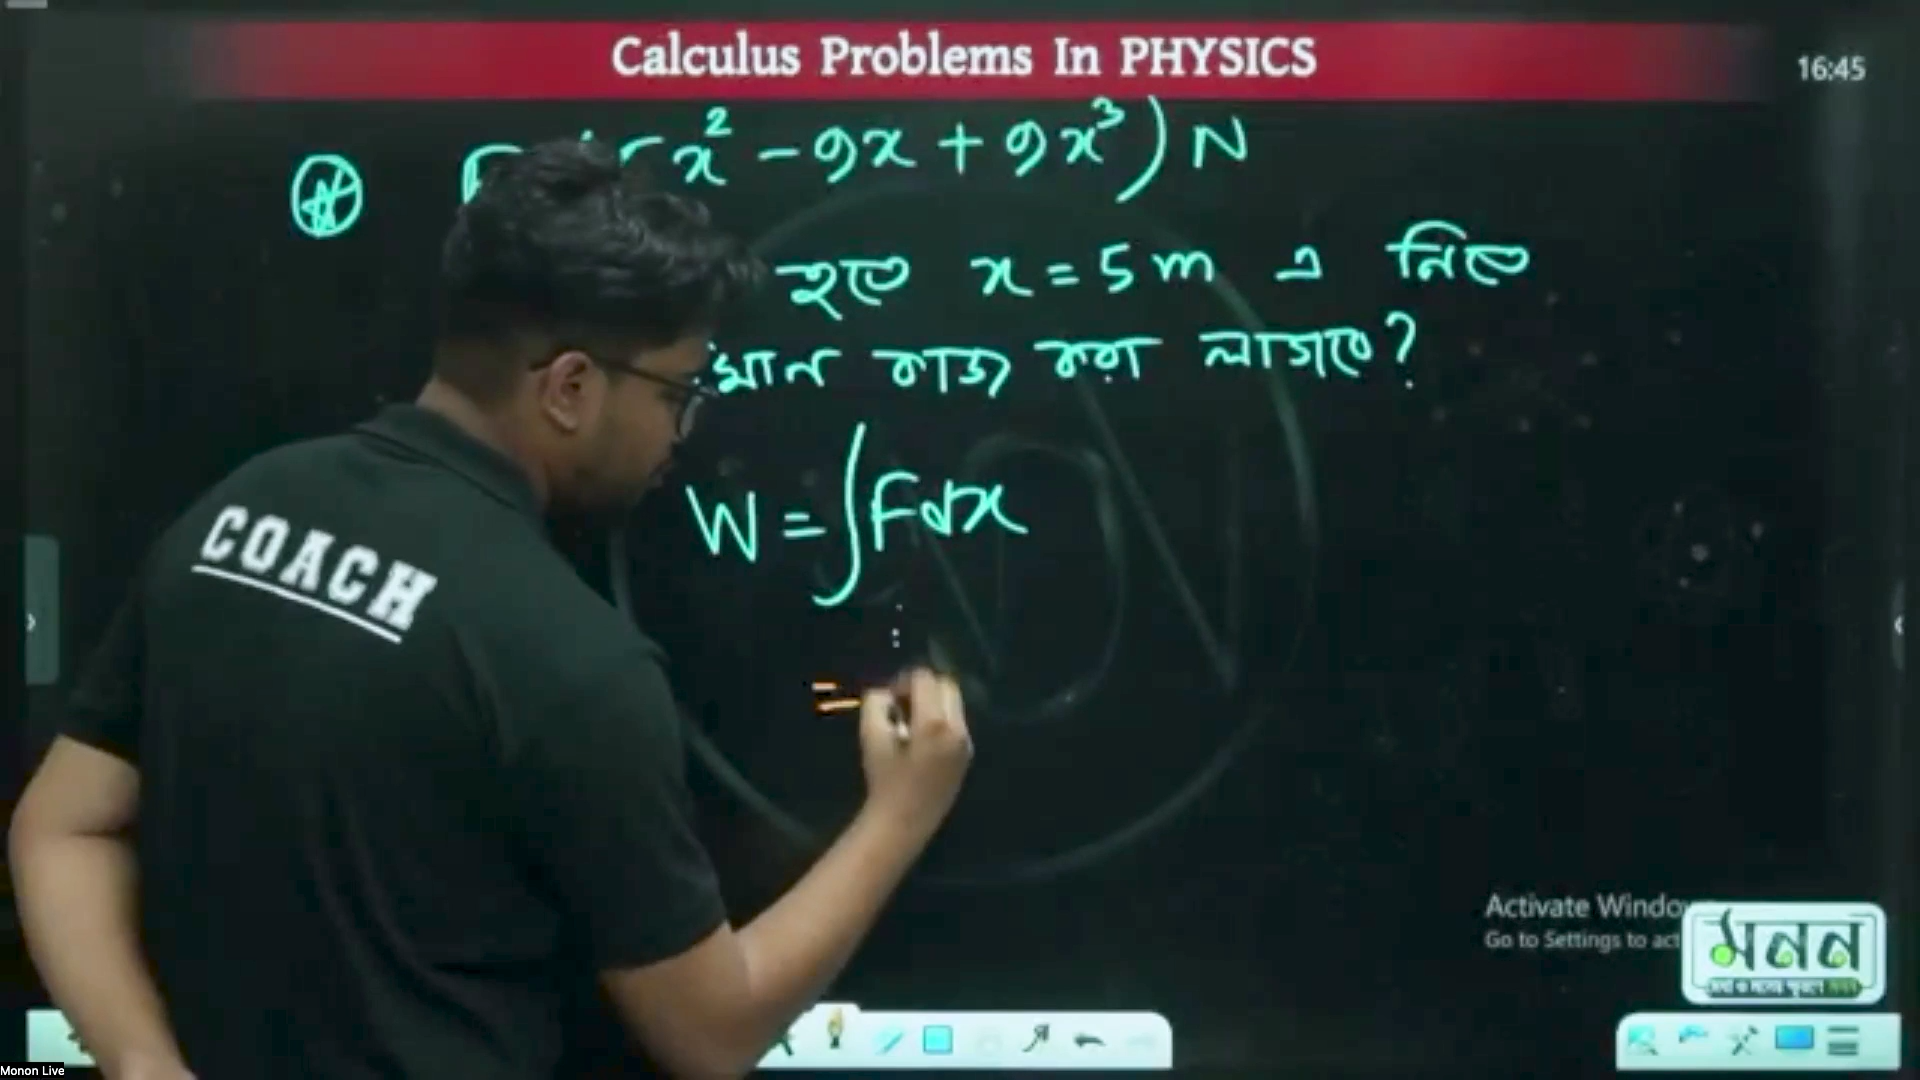 Calculus Problems In PHYSICS
16:45
x² - 9x + 9x³) N
হতে x = 5 m এ নিতে
মান কাজ করা লাগবে?
W = ∫Fdx
=
COACH
Activate Windo
Go to Settings to act
মনন
Monon Live